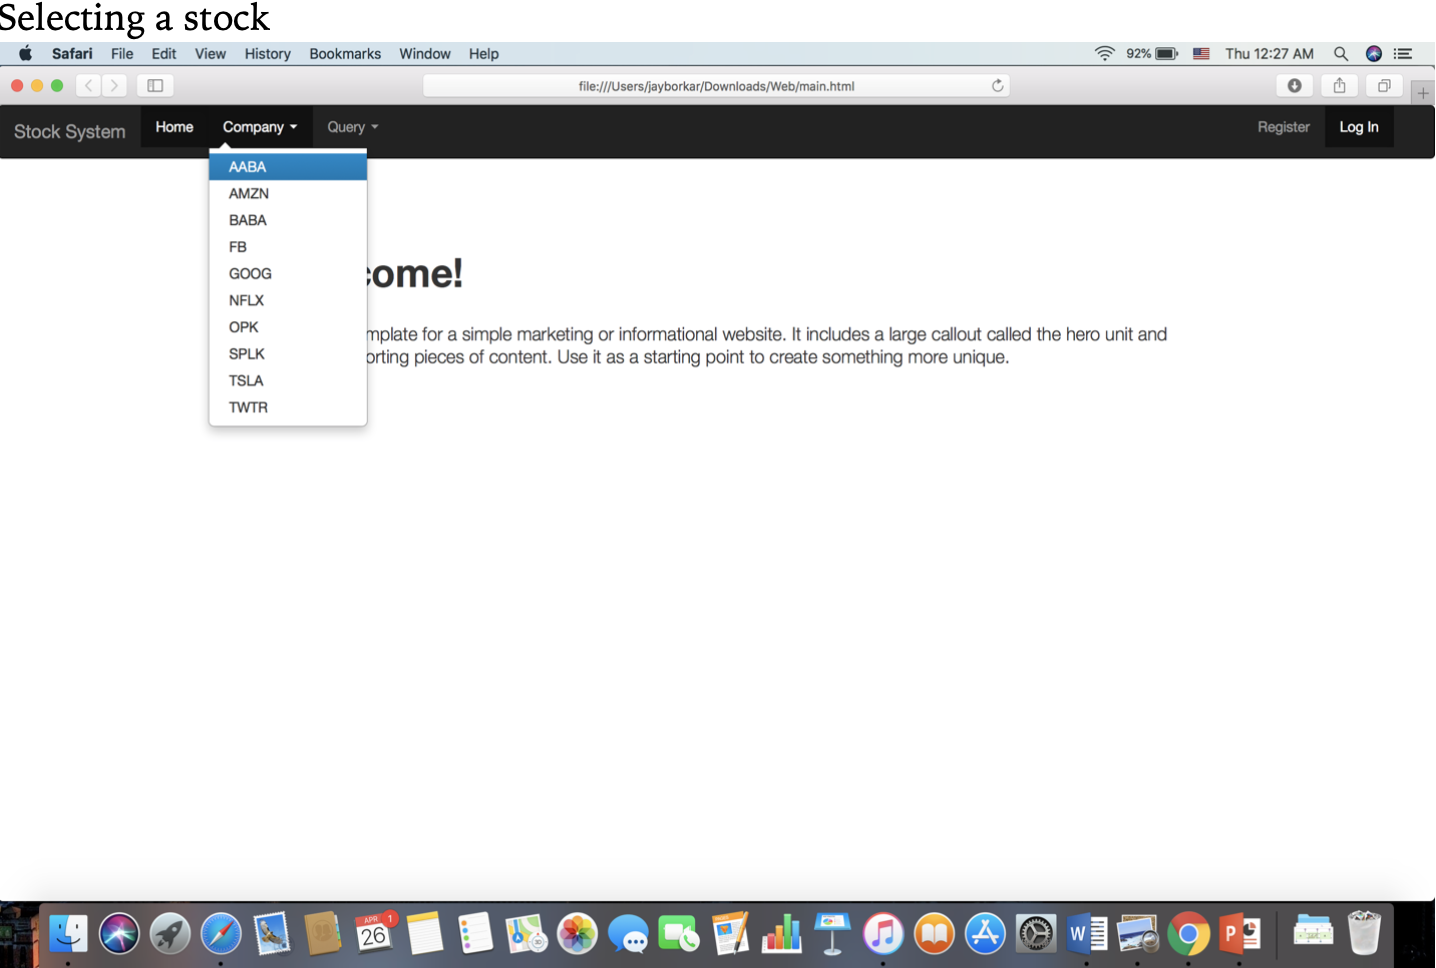 Selecting a stock
Safari File Edit View History Bookmarks Window Help 92% Thu 12:27 AM
file:///Users/jayborkar/Downloads/Web/main.html
Stock System Home Company Query Register Log In
AABA
AMZN
BABA
FB
GOOG
NFLX
OPK
SPLK
TSLA
TWTR
come!
mplate for a simple marketing or informational website. It includes a large callout called the hero unit and
orting pieces of content. Use it as a starting point to create something more unique.
APR 1
26
PAGES
W
P